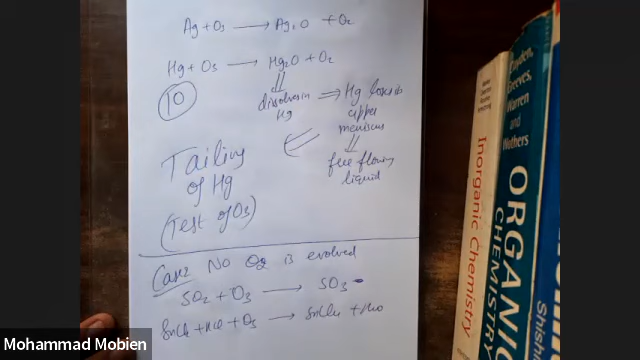 Ag + O₃ → Ag₂O + O₂
Hg + O₃ → Hg₂O + O₂
10
dissolves in
Hg
⇒ Hg loses its
upper
meniscus
free flowing
liquid
Tailing
of Hg
(Test of O₃)
Case 2 No O₂ is evolved
SO₂ + O₃ → SO₃
SnCl₂ + HCl + O₃ → SnCl₄ + H₂O
Inorganic Chemistry
Clayden,
Greeves,
Warren
and
Wothers
ORGANIC
CHEMISTRY
Mohammad Mobien